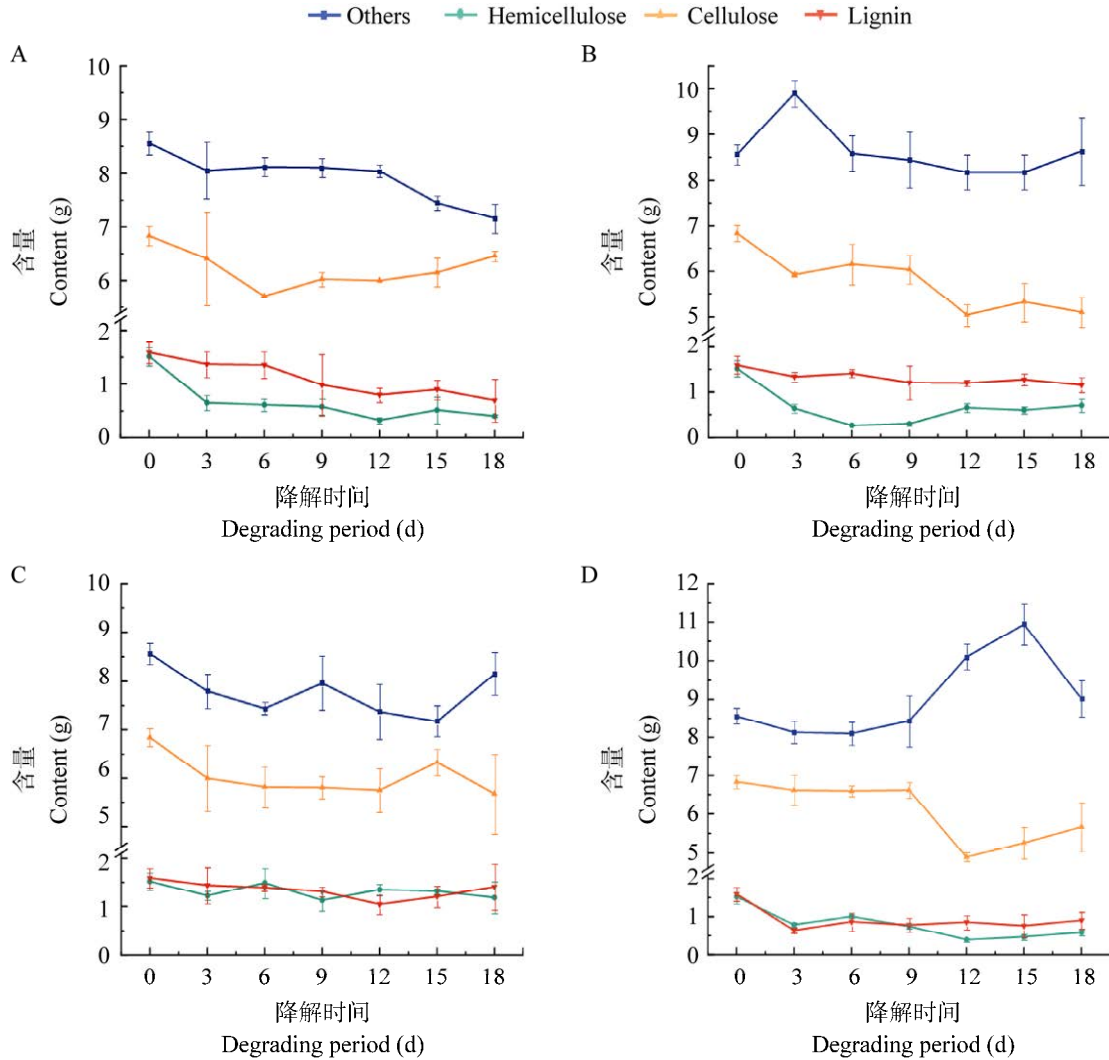 Others Hemicellulose Cellulose Lignin
A
10
9
8
7
6
2
1
0
含量
Content (g)
0 3 6 9 12 15 18
降解时间
Degrading period (d)
B
10
9
8
7
6
5
2
1
0
含量
Content (g)
0 3 6 9 12 15 18
降解时间
Degrading period (d)
C
10
9
8
7
6
5
2
1
0
含量
Content (g)
0 3 6 9 12 15 18
降解时间
Degrading period (d)
D
12
11
10
9
8
7
6
5
2
1
0
含量
Content (g)
0 3 6 9 12 15 18
降解时间
Degrading period (d)